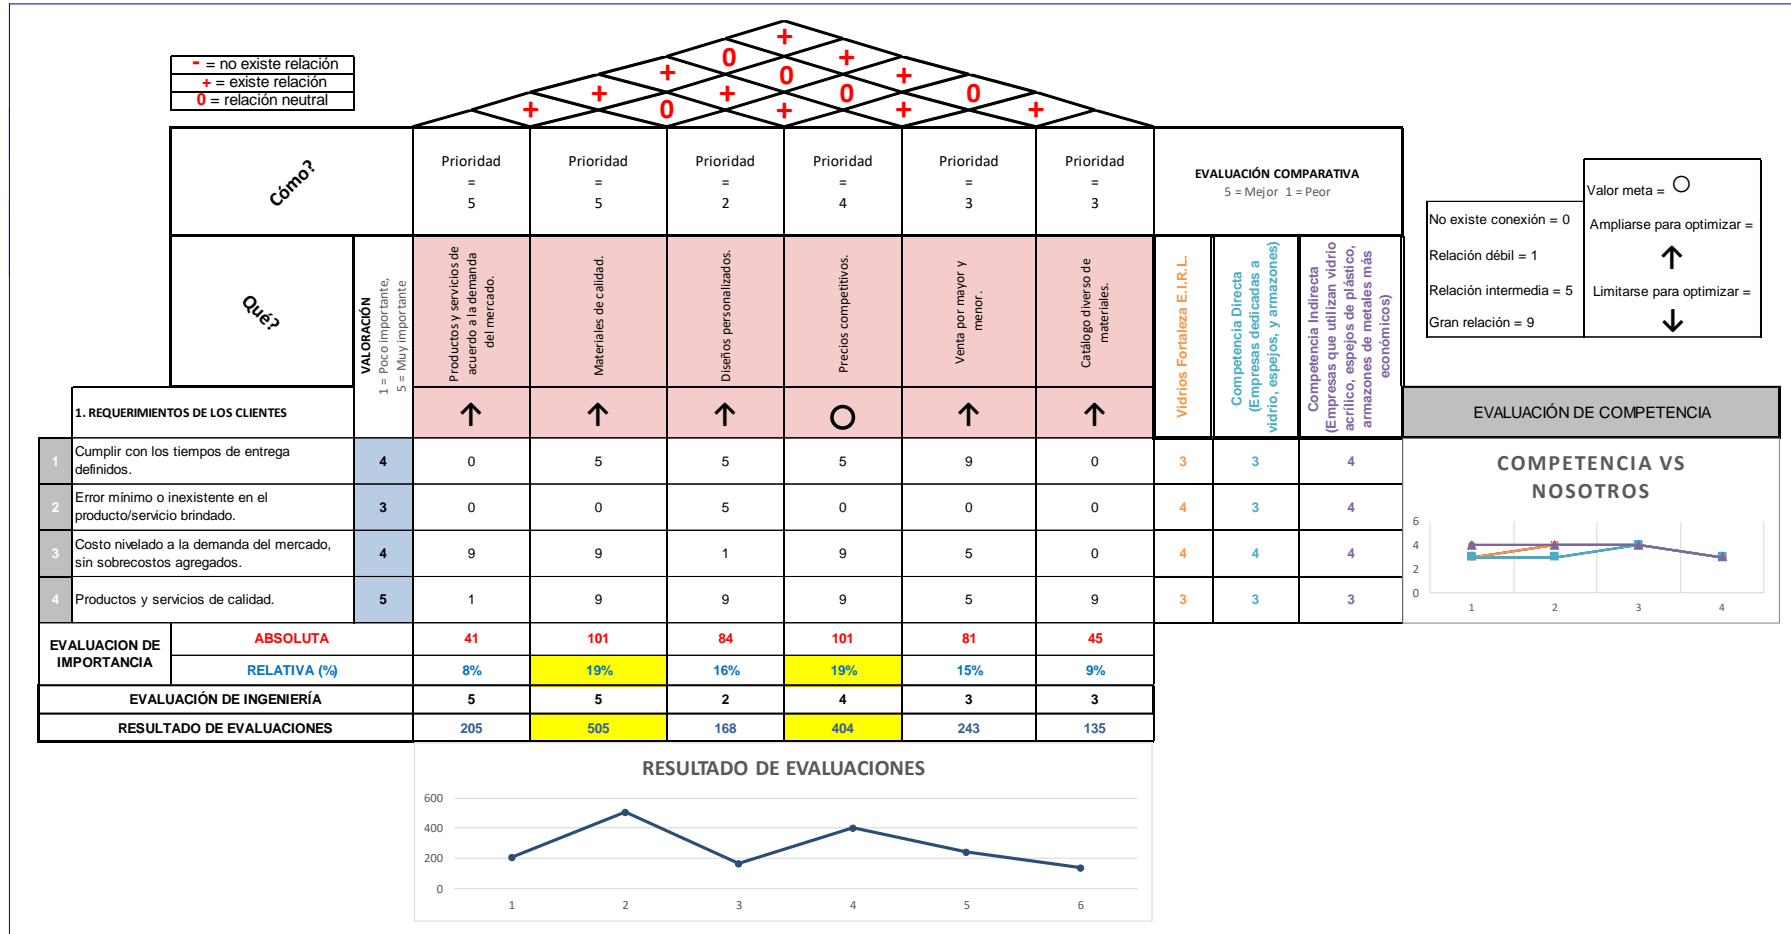 +
0 +
- = no existe relación
+ 0 +
+ = existe relación
+ + 0 0
0 = relación neutral
+ 0 + + +
Cómo?
Prioridad
=
5
Prioridad
=
5
Prioridad
=
2
Prioridad
=
4
Prioridad
=
3
Prioridad
=
3
EVALUACIÓN COMPARATIVA
5 = Mejor 1 = Peor
Valor meta =
No existe conexión = 0
Ampliarse para optimizar =
↑
Relación débil = 1
Relación intermedia = 5
Limitarse para optimizar =
↓
Gran relación = 9
Qué?
VALORACIÓN
1 = Poco importante,
5 = Muy importante
Productos y servicios de
acuerdo a la demanda
del mercado.
Materiales de calidad.
Diseños personalizados.
Precios competitivos.
Venta por mayor y
menor.
Catálogo diverso de
materiales.
Vidrios Fortaleza E.I.R.L.
Competencia Directa
(Empresas dedicadas a
vidrio, espejos, y armazones)
Competencia Indirecta
(Empresas que utilizan vidrio
acrílico, espejos de plástico,
armazones de metales más
económicos)
1. REQUERIMIENTOS DE LOS CLIENTES
↑ ↑ ↑ O ↑ ↑
EVALUACIÓN DE COMPETENCIA
1 Cumplir con los tiempos de entrega
definidos.
4 0 5 5 5 9 0 3 3 4
2 Error mínimo o inexistente en el
producto/servicio brindado.
3 0 0 5 0 0 0 4 3 4
3 Costo nivelado a la demanda del mercado,
sin sobrecostos agregados.
4 9 9 1 9 5 0 4 4 4
4 Productos y servicios de calidad.
5 1 9 9 9 5 9 3 3 3
COMPETENCIA VS
NOSOTROS
6
4
2
0
1 2 3 4
EVALUACION DE
IMPORTANCIA
ABSOLUTA 41 101 84 101 81 45
RELATIVA (%) 8% 19% 16% 19% 15% 9%
EVALUACIÓN DE INGENIERÍA 5 5 2 4 3 3
RESULTADO DE EVALUACIONES 205 505 168 404 243 135
RESULTADO DE EVALUACIONES
600
400
200
0
1 2 3 4 5 6